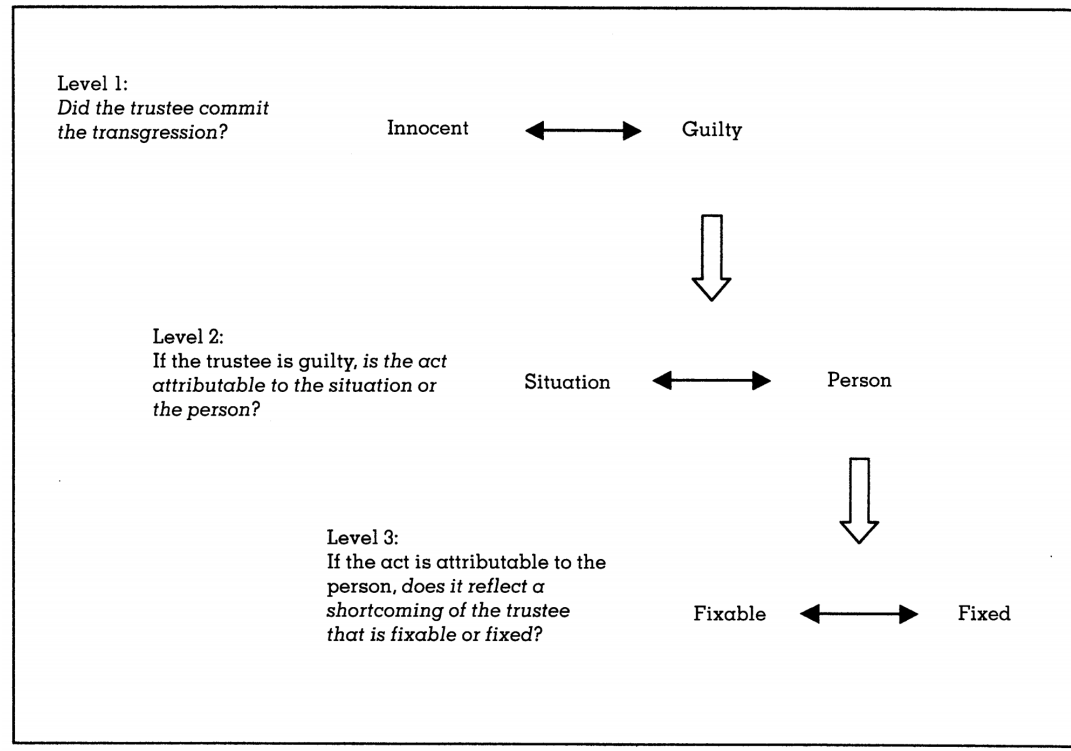 Level 1:
Did the trustee commit
the transgression?
Innocent
Guilty
Level 2:
If the trustee is guilty, is the act
attributable to the situation or
the person?
Situation
Person
Level 3:
If the act is attributable to the
person, does it reflect a
shortcoming of the trustee
that is fixable or fixed?
Fixable
Fixed